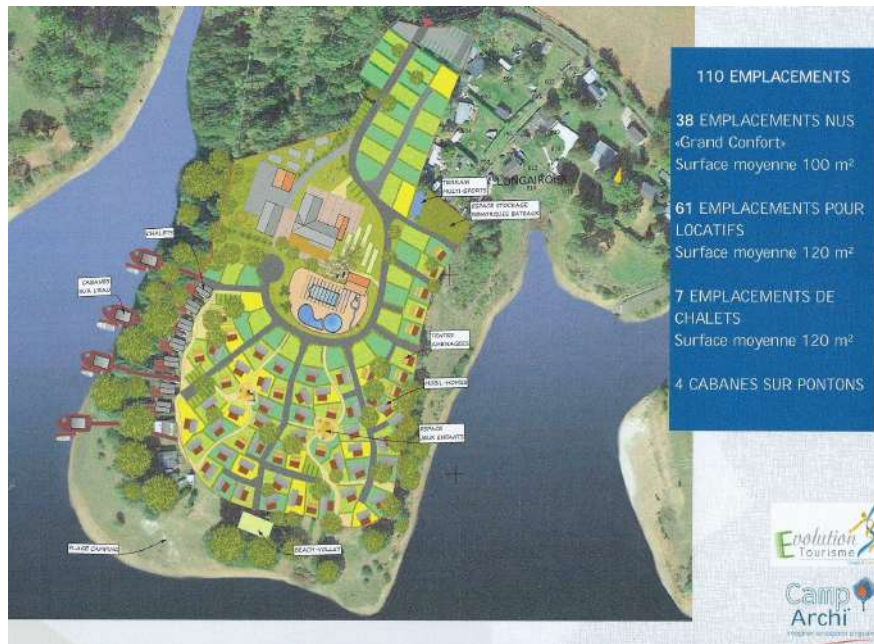 110 EMPLACEMENTS
38 EMPLACEMENTS NUS
«Grand Confort»
Surface moyenne 100 m²
61 EMPLACEMENTS POUR
LOCATIFS
Surface moyenne 120 m²
7 EMPLACEMENTS DE
CHALETS
Surface moyenne 120 m²
4 CABANES SUR PONTONS
TERRAIN
MULTI-SPORTS
ESPACE STOCKAGE
REMORQUES BATEAUX
CHALETS
CABANES
SUR L'EAU
TENTES
AMENAGEES
MOBIL-HOMES
ESPACE
JEUX ENFANTS
PLAGE CAMPING
BEACH-VOLLEY
Evolution
Tourisme
Camp
Archi